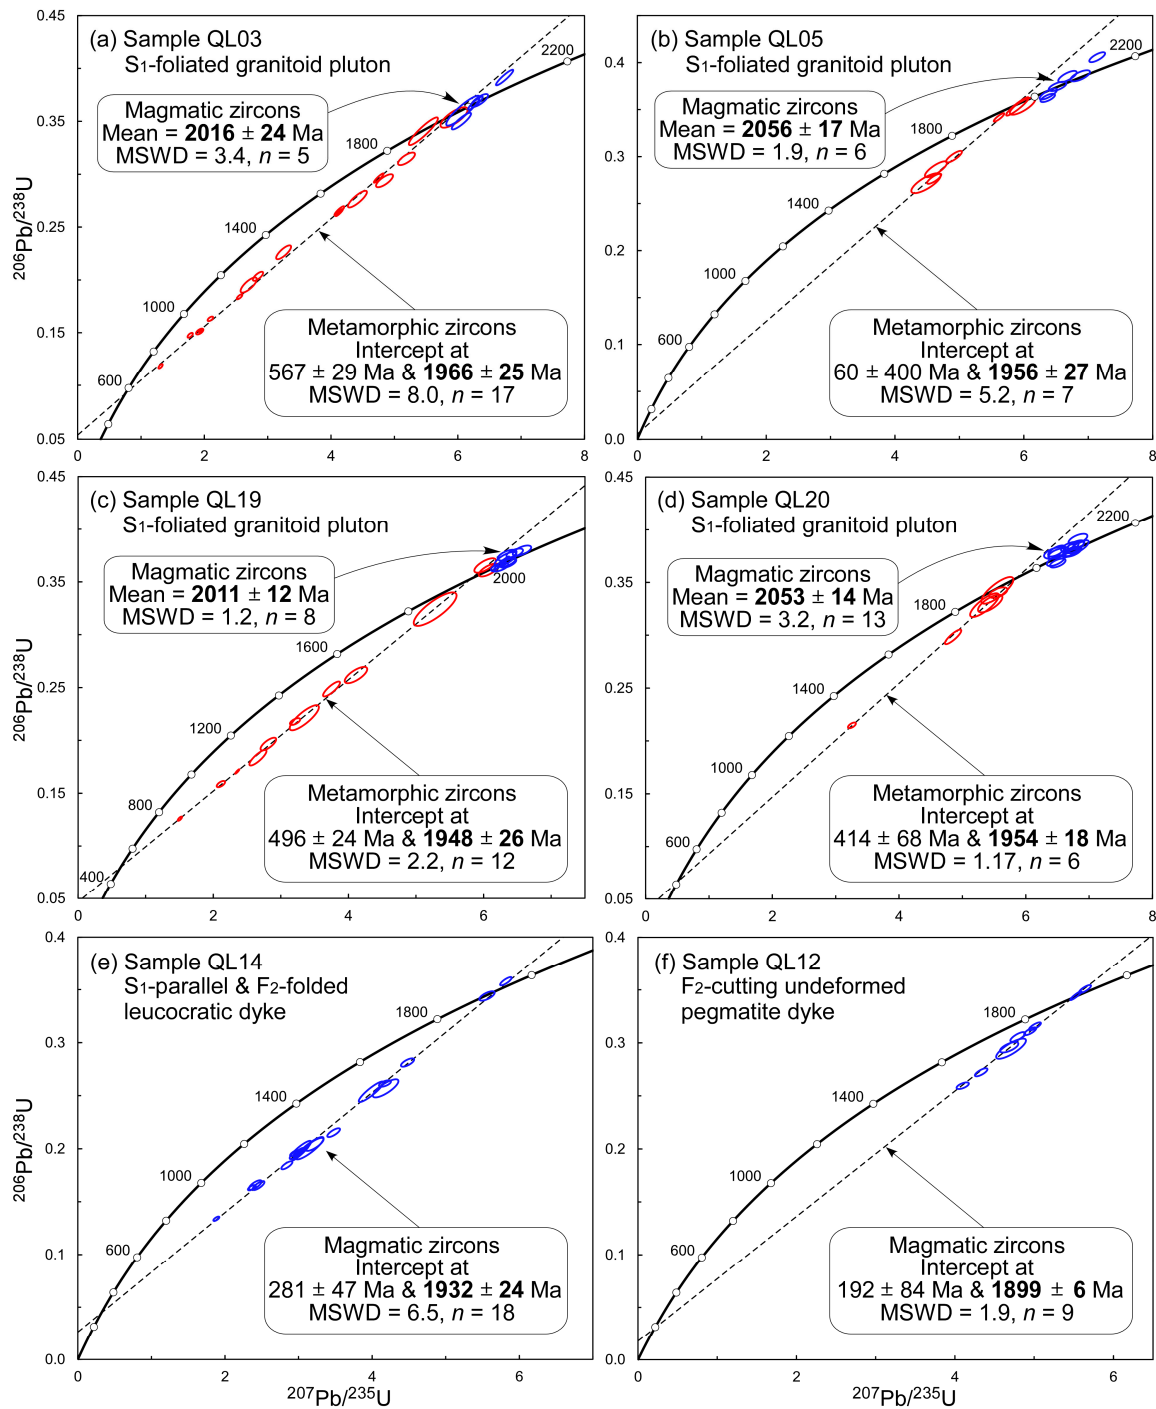 (a) Sample QL03
S1-foliated granitoid pluton
Magmatic zircons
Mean = 2016 ± 24 Ma
MSWD = 3.4, n = 5
Metamorphic zircons
Intercept at
567 ± 29 Ma & 1966 ± 25 Ma
MSWD = 8.0, n = 17
600
1000
1400
1800
2200
0.45
0.35
0.25
0.15
0.05
0
2
4
6
8
206Pb/238U
(b) Sample QL05
S1-foliated granitoid pluton
Magmatic zircons
Mean = 2056 ± 17 Ma
MSWD = 1.9, n = 6
Metamorphic zircons
Intercept at
60 ± 400 Ma & 1956 ± 27 Ma
MSWD = 5.2, n = 7
600
1000
1400
1800
2200
0.4
0.3
0.2
0.1
0.0
0
2
4
6
8
(c) Sample QL19
S1-foliated granitoid pluton
Magmatic zircons
Mean = 2011 ± 12 Ma
MSWD = 1.2, n = 8
Metamorphic zircons
Intercept at
496 ± 24 Ma & 1948 ± 26 Ma
MSWD = 2.2, n = 12
400
800
1200
1600
2000
0.45
0.35
0.25
0.15
0.05
0
2
4
6
206Pb/238U
(d) Sample QL20
S1-foliated granitoid pluton
Magmatic zircons
Mean = 2053 ± 14 Ma
MSWD = 3.2, n = 13
Metamorphic zircons
Intercept at
414 ± 68 Ma & 1954 ± 18 Ma
MSWD = 1.17, n = 6
600
1000
1400
1800
2200
0.45
0.35
0.25
0.15
0.05
0
2
4
6
8
(e) Sample QL14
S1-parallel & F2-folded
leucocratic dyke
Magmatic zircons
Intercept at
281 ± 47 Ma & 1932 ± 24 Ma
MSWD = 6.5, n = 18
600
1000
1400
1800
0.4
0.3
0.2
0.1
0.0
0
2
4
6
206Pb/238U
207Pb/235U
(f) Sample QL12
F2-cutting undeformed
pegmatite dyke
Magmatic zircons
Intercept at
192 ± 84 Ma & 1899 ± 6 Ma
MSWD = 1.9, n = 9
600
1000
1400
1800
0.4
0.3
0.2
0.1
0.0
0
2
4
6
207Pb/235U